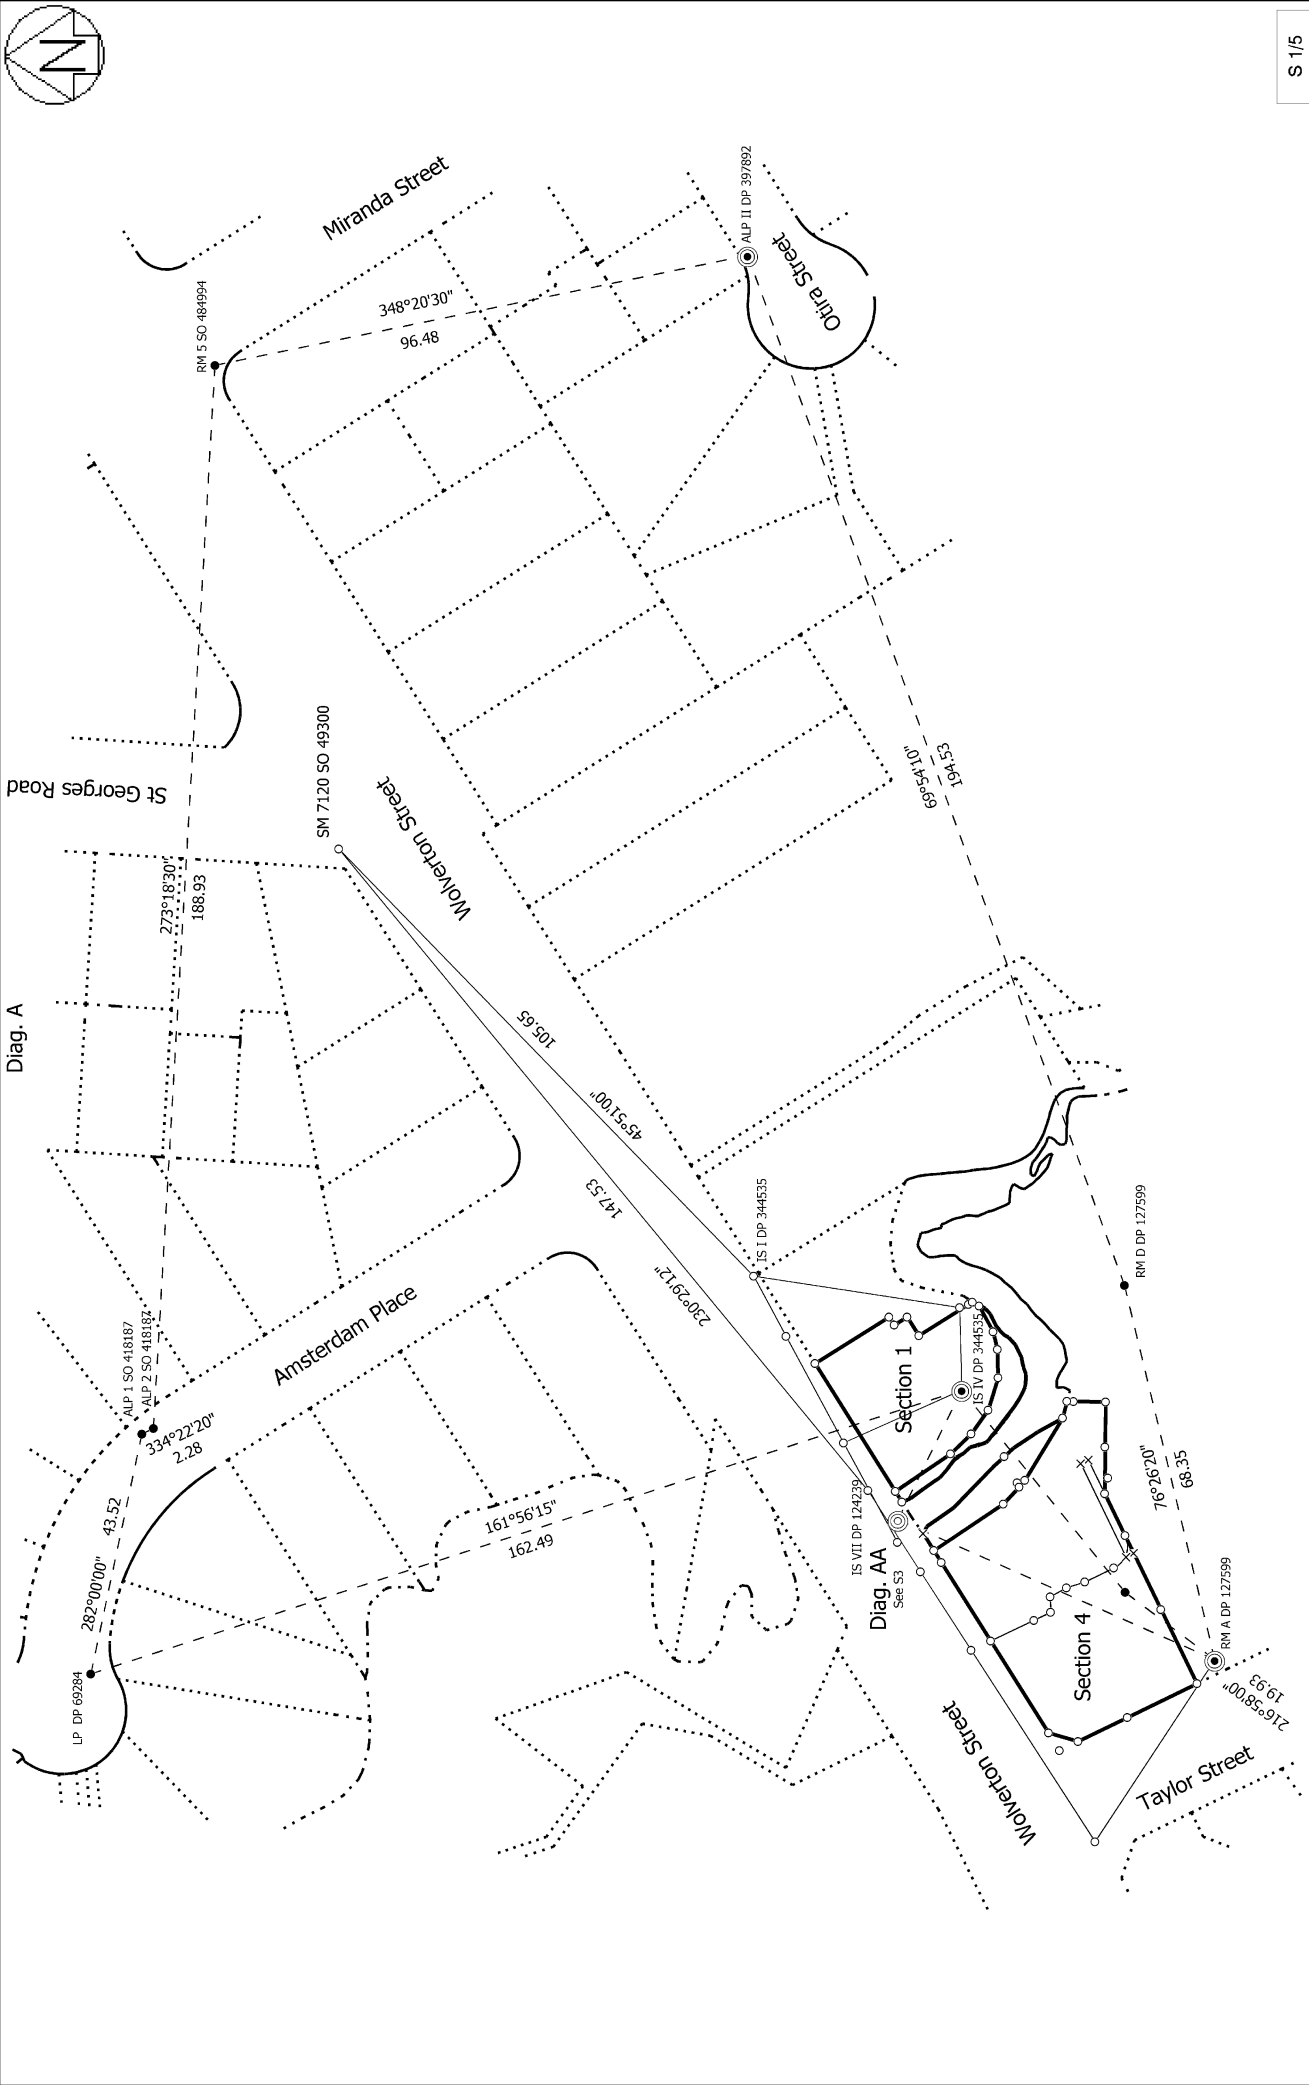 N
S 1/5
Diag. A
Miranda Street
RM 5 SO 484994
348°20'30"
96.48
ALP II DP 397892
Otira Street
St Georges Road
SM 7120 SO 49300
Wolverton Street
273°18'30"
188.93
69°54'10"
194.53
105.65
45°51'00"
147.53
230°29'12"
IS I DP 344535
RM D DP 127599
ALP 1 SO 418187
ALP 2 SO 418187
334°22'20"
2.28
Amsterdam Place
43.52
282°00'00"
LP DP 69284
161°56'15"
162.49
Section 1
IS IV DP 344535
IS VII DP 124239
Diag. AA
See S3
76°26'20"
68.35
Section 4
RM A DP 127599
216°58'00"
19.93
Wolverton Street
Taylor Street